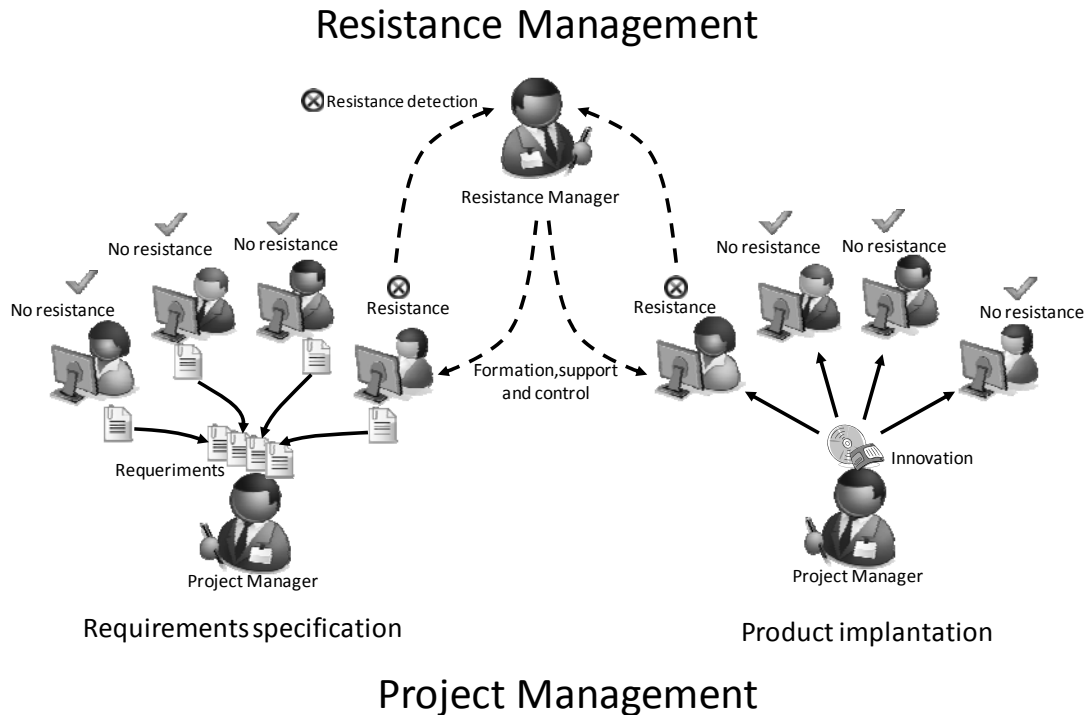 Resistance Management
Resistance detection
Resistance Manager
No resistance
No resistance
No resistance
Resistance
Resistance
No resistance
No resistance
No resistance
Formation,support
and control
Requeriments
Innovation
Project Manager
Project Manager
Requirements specification
Product implantation
Project Management